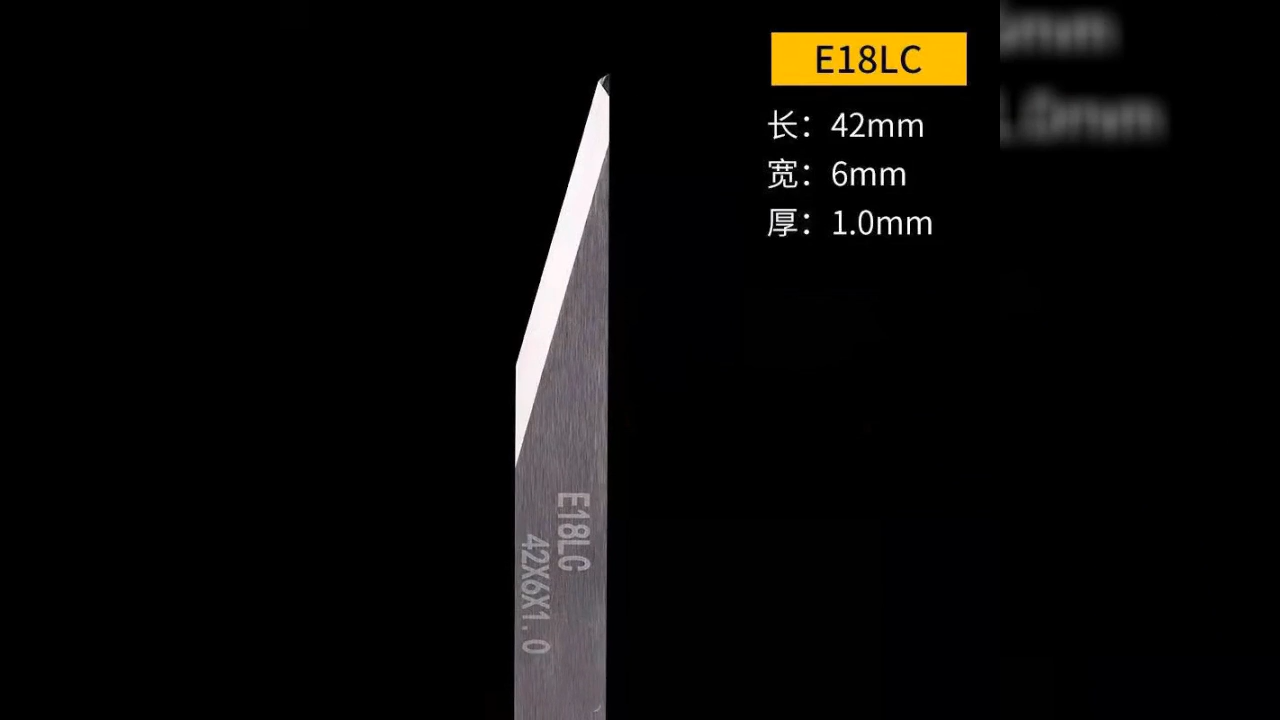 E18LC
长：42mm
宽：6mm
厚：1.0mm
E18LC
42X6X1.0